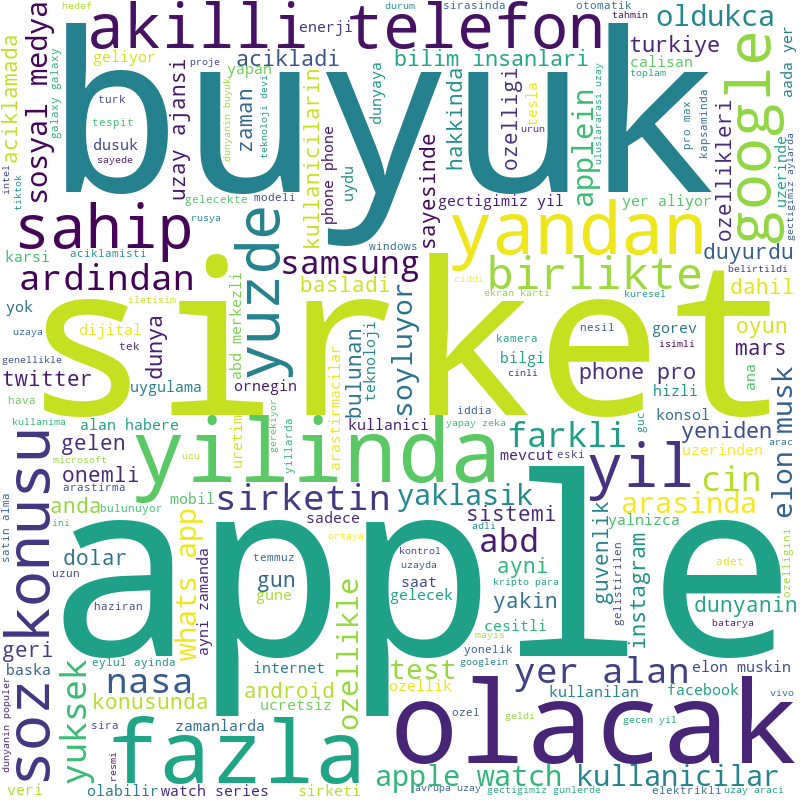 hedef
durum
sirasinda
otomatik
akilli telefon
enerji
tahmin
oldukca
buyuk
sosyal medya
aciklamada
geliyor
galaxy galaxy
acikladi
bilim insanlari
turkiye
google
aada yer
uzay ajansi
yapan
kullanicilarin
dunyaya
hakkinda
ozelligi
tesla
calisan
toplam
turk
tespit
dusuk
sayede
zaman
dunyanin buyuk
teknoloji devi
applein
uluslararasi uzay
pro max
kapsaminda
ozellikleri
uzerinde
gectigimiz aylarda
intel
tiktok
gelecekte
uydu
modeli
phone phone
sayesinde
gectigimiz yil
yer aliyor
urun
sahip
rusya
yuzde
windows
yandan
duyurdu
belirtildi
karsi
aciklamisti
ardindan
samsung
birlikte
ciddi
kuresel
dahil
yok
iletisim
basladi
ekran karti
sirket
uzaya
dijital
tek
dunya
abd merkezli
bulunan
teknoloji
soyluyor
kamera
nesil
gorev
isimli
oyun
genellikle
cinli
bilgi
hizli
ana
mars
twitter
uygulama
ornegin
phone pro
hava
kullanima
alan habere
uretim
gerekiyor
yillarda
arastirmacilar
kullanici
iddia
yapay zeka
farkli
guc
konsol
yeniden
elon musk
arac
soz konusu
gelen
yilinda
mevcut
eski
yil
uzerinden
microsoft
ucu
onemli
arastirma
anda
bulunuyor
mobil
sirketin
yaklasik
cin
satin alma
ini
whats app
sadece
sistemi
arasinda
ortaya
abd
adli
guvenlik
yalnizca
dolar
apple
temmuz
kontrol
uzayda
ayni
gelistirilen
instagram
adet
ozelligini
uzun
gun
saat
kripto para
yakin
haziran
ayni zamanda
gune
gelecek
dunyanin
cesitli
batarya
geri
mayis
baska
eylul ayinda
yonelik
internet
googlein
test
yer alan
elon muskin
dunyanin populer
yuksek
nasa
android
ozellikle
ozellik
kullanilan
facebook
vivo
konusunda
ucretsiz
ozel
olacak
sira
zamanlarda
geldi
gecen yil
fazla
resmi
apple watch
kullanicilar
veri
olabilir
watch series
sirketi
avrupa uzay
gectigimiz gunlerde
elektrikli
uzay araci